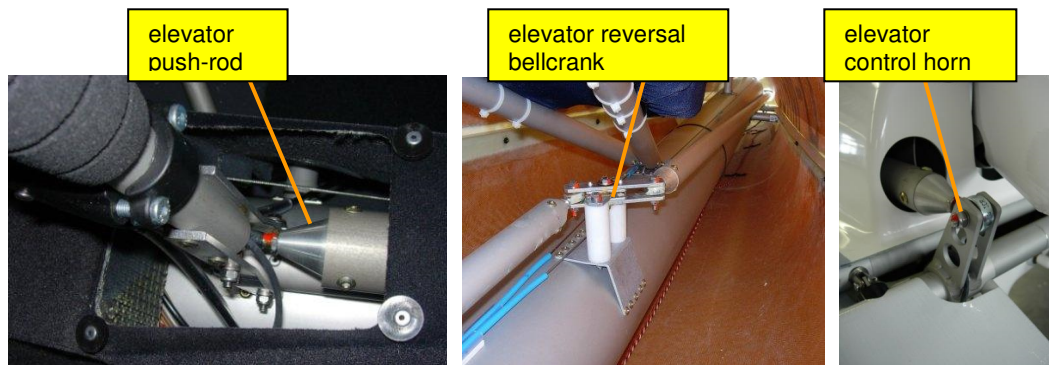 elevator
push-rod
elevator reversal
bellcrank
elevator
control horn